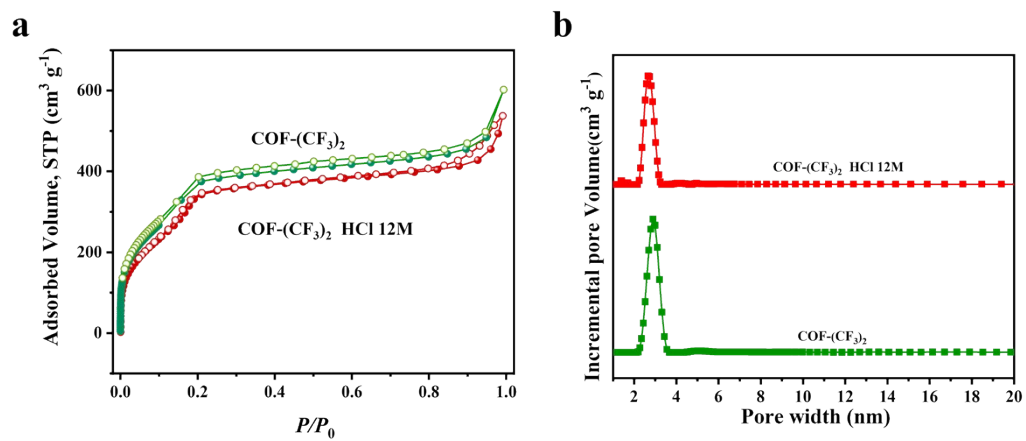 a
Adsorbed Volume, STP (cm³ g⁻¹)
600
400
200
0
COF-(CF₃)₂
COF-(CF₃)₂ HCl 12M
0.0 0.2 0.4 0.6 0.8 1.0
P/P₀
b
Incremental pore Volume(cm³ g⁻¹)
COF-(CF₃)₂ HCl 12M
COF-(CF₃)₂
2 4 6 8 10 12 14 16 18 20
Pore width (nm)